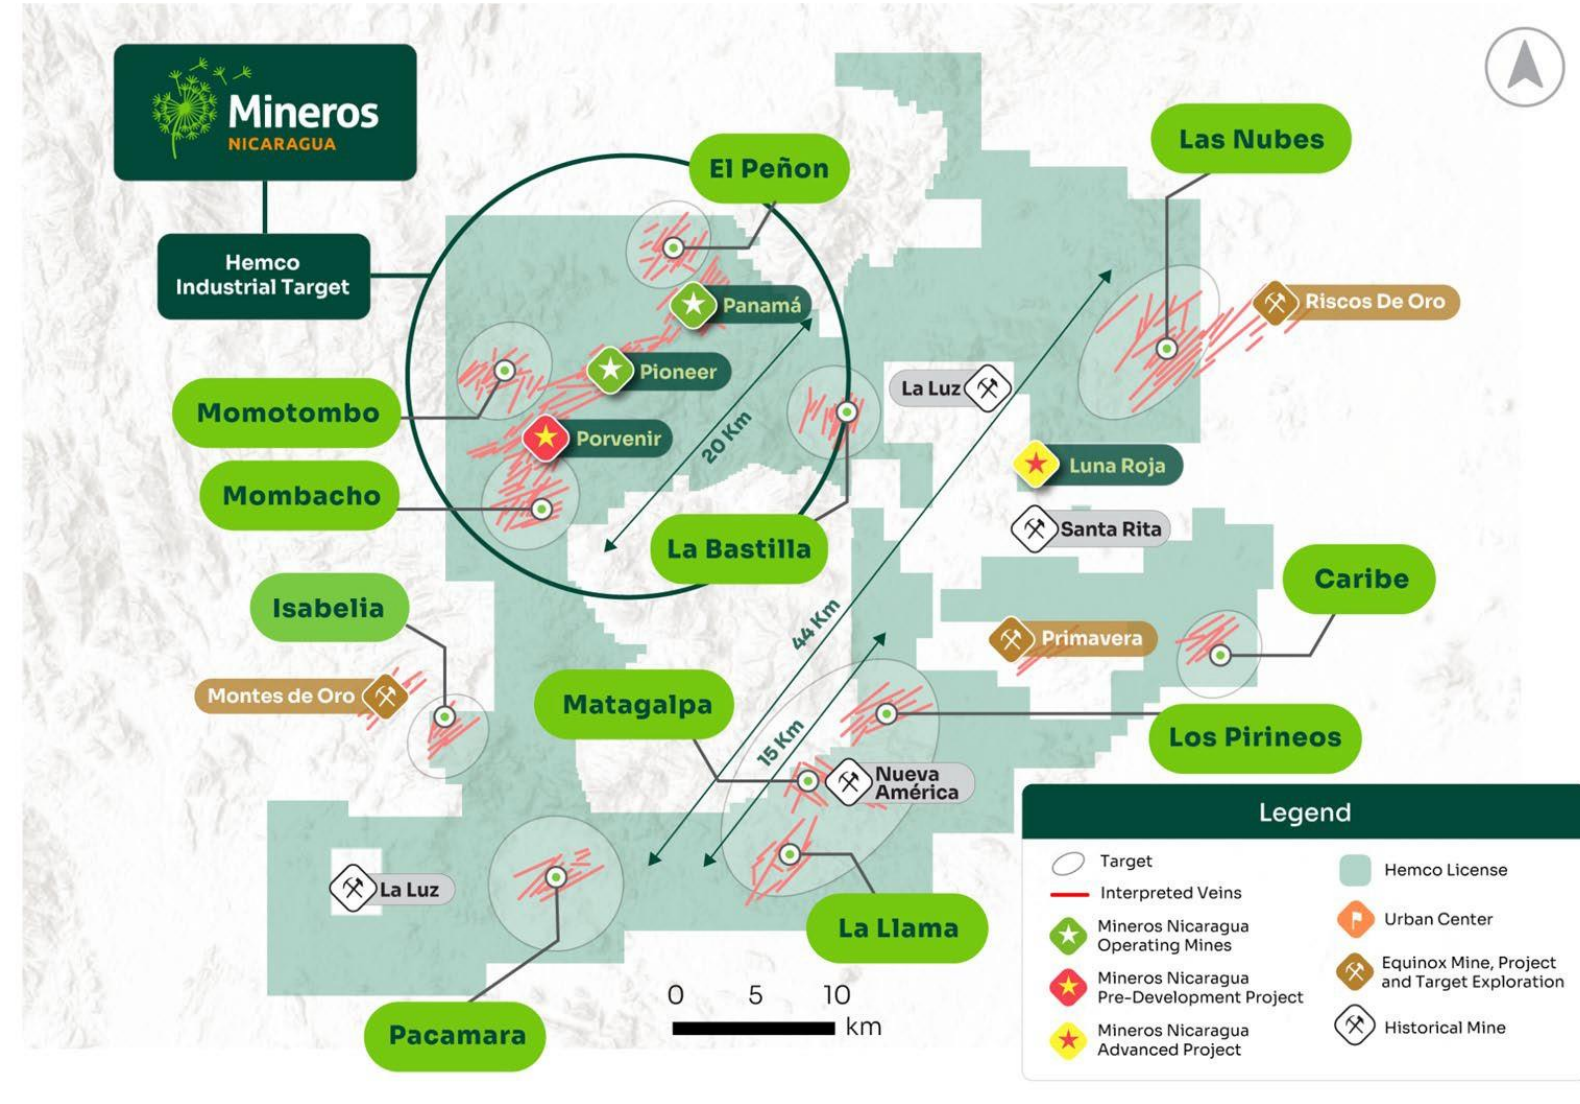 Mineros
NICARAGUA
Hemco
Industrial Target
El Peñon
Las Nubes
Panamá
Riscos De Oro
Pioneer
La Luz
Momotombo
20 Km
Porvenir
Luna Roja
Mombacho
Santa Rita
La Bastilla
Caribe
Isabelia
44 Km
Primavera
Montes de Oro
Matagalpa
15 Km
Los Pirineos
Nueva
América
La Luz
La Llama
Pacamara
0 5 10
km
Legend
Target
Interpreted Veins
Mineros Nicaragua
Operating Mines
Mineros Nicaragua
Pre-Development Project
Mineros Nicaragua
Advanced Project
Hemco License
Urban Center
Equinox Mine, Project
and Target Exploration
Historical Mine